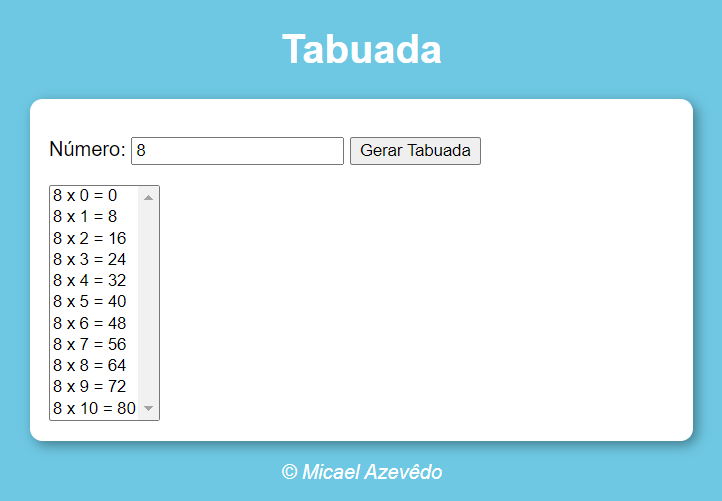 Tabuada
Número: 8 Gerar Tabuada
8 x 0 = 0
8 x 1 = 8
8 x 2 = 16
8 x 3 = 24
8 x 4 = 32
8 x 5 = 40
8 x 6 = 48
8 x 7 = 56
8 x 8 = 64
8 x 9 = 72
8 x 10 = 80
© Micael Azevêdo